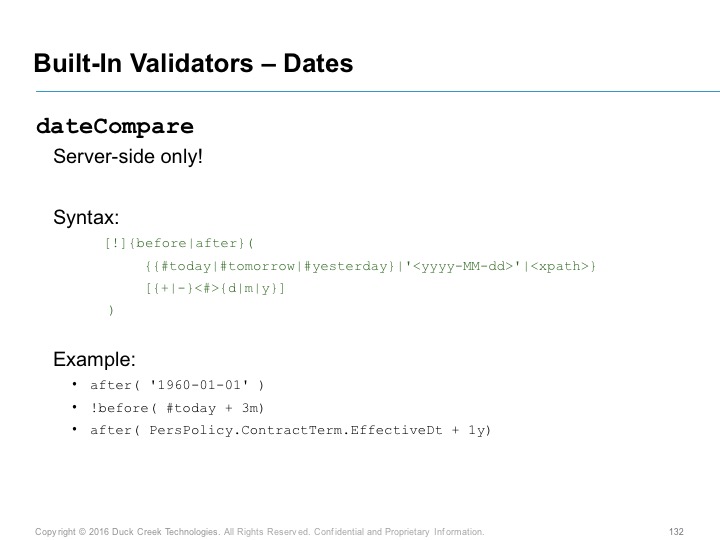 Built-In Validators – Dates
dateCompare
Server-side only!
Syntax:
[!]{before|after}(
{{#today|#tomorrow|#yesterday}|'<yyyy-MM-dd>'|<xpath>}
[{+|-}<#>{d|m|y}]
)
Example:
• after( '1960-01-01' )
• !before( #today + 3m)
• after( PersPolicy.ContractTerm.EffectiveDt + 1y)
Copyright © 2016 Duck Creek Technologies. All Rights Reserved. Confidential and Proprietary Information.
132